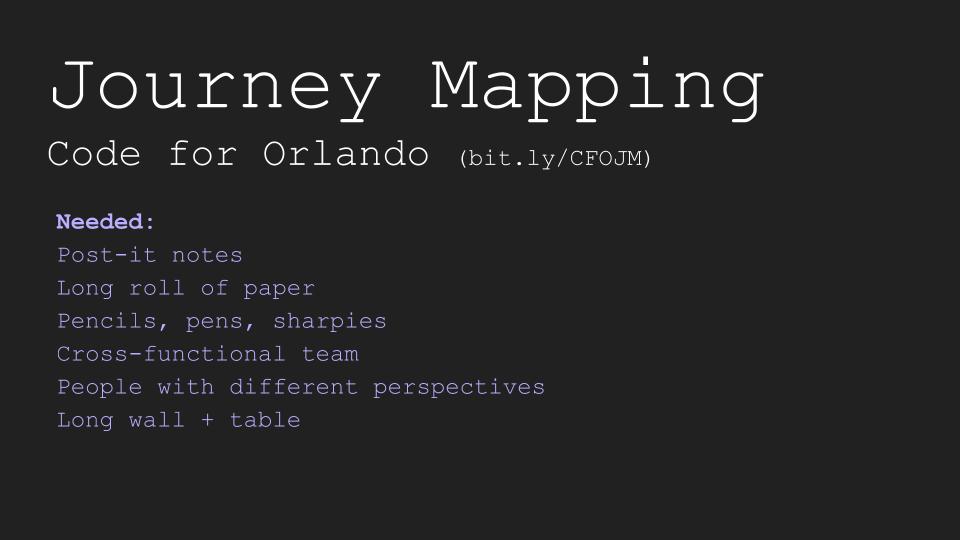 Journey Mapping
Code for Orlando (bit.ly/CFOJM)
Needed:
Post-it notes
Long roll of paper
Pencils, pens, sharpies
Cross-functional team
People with different perspectives
Long wall + table